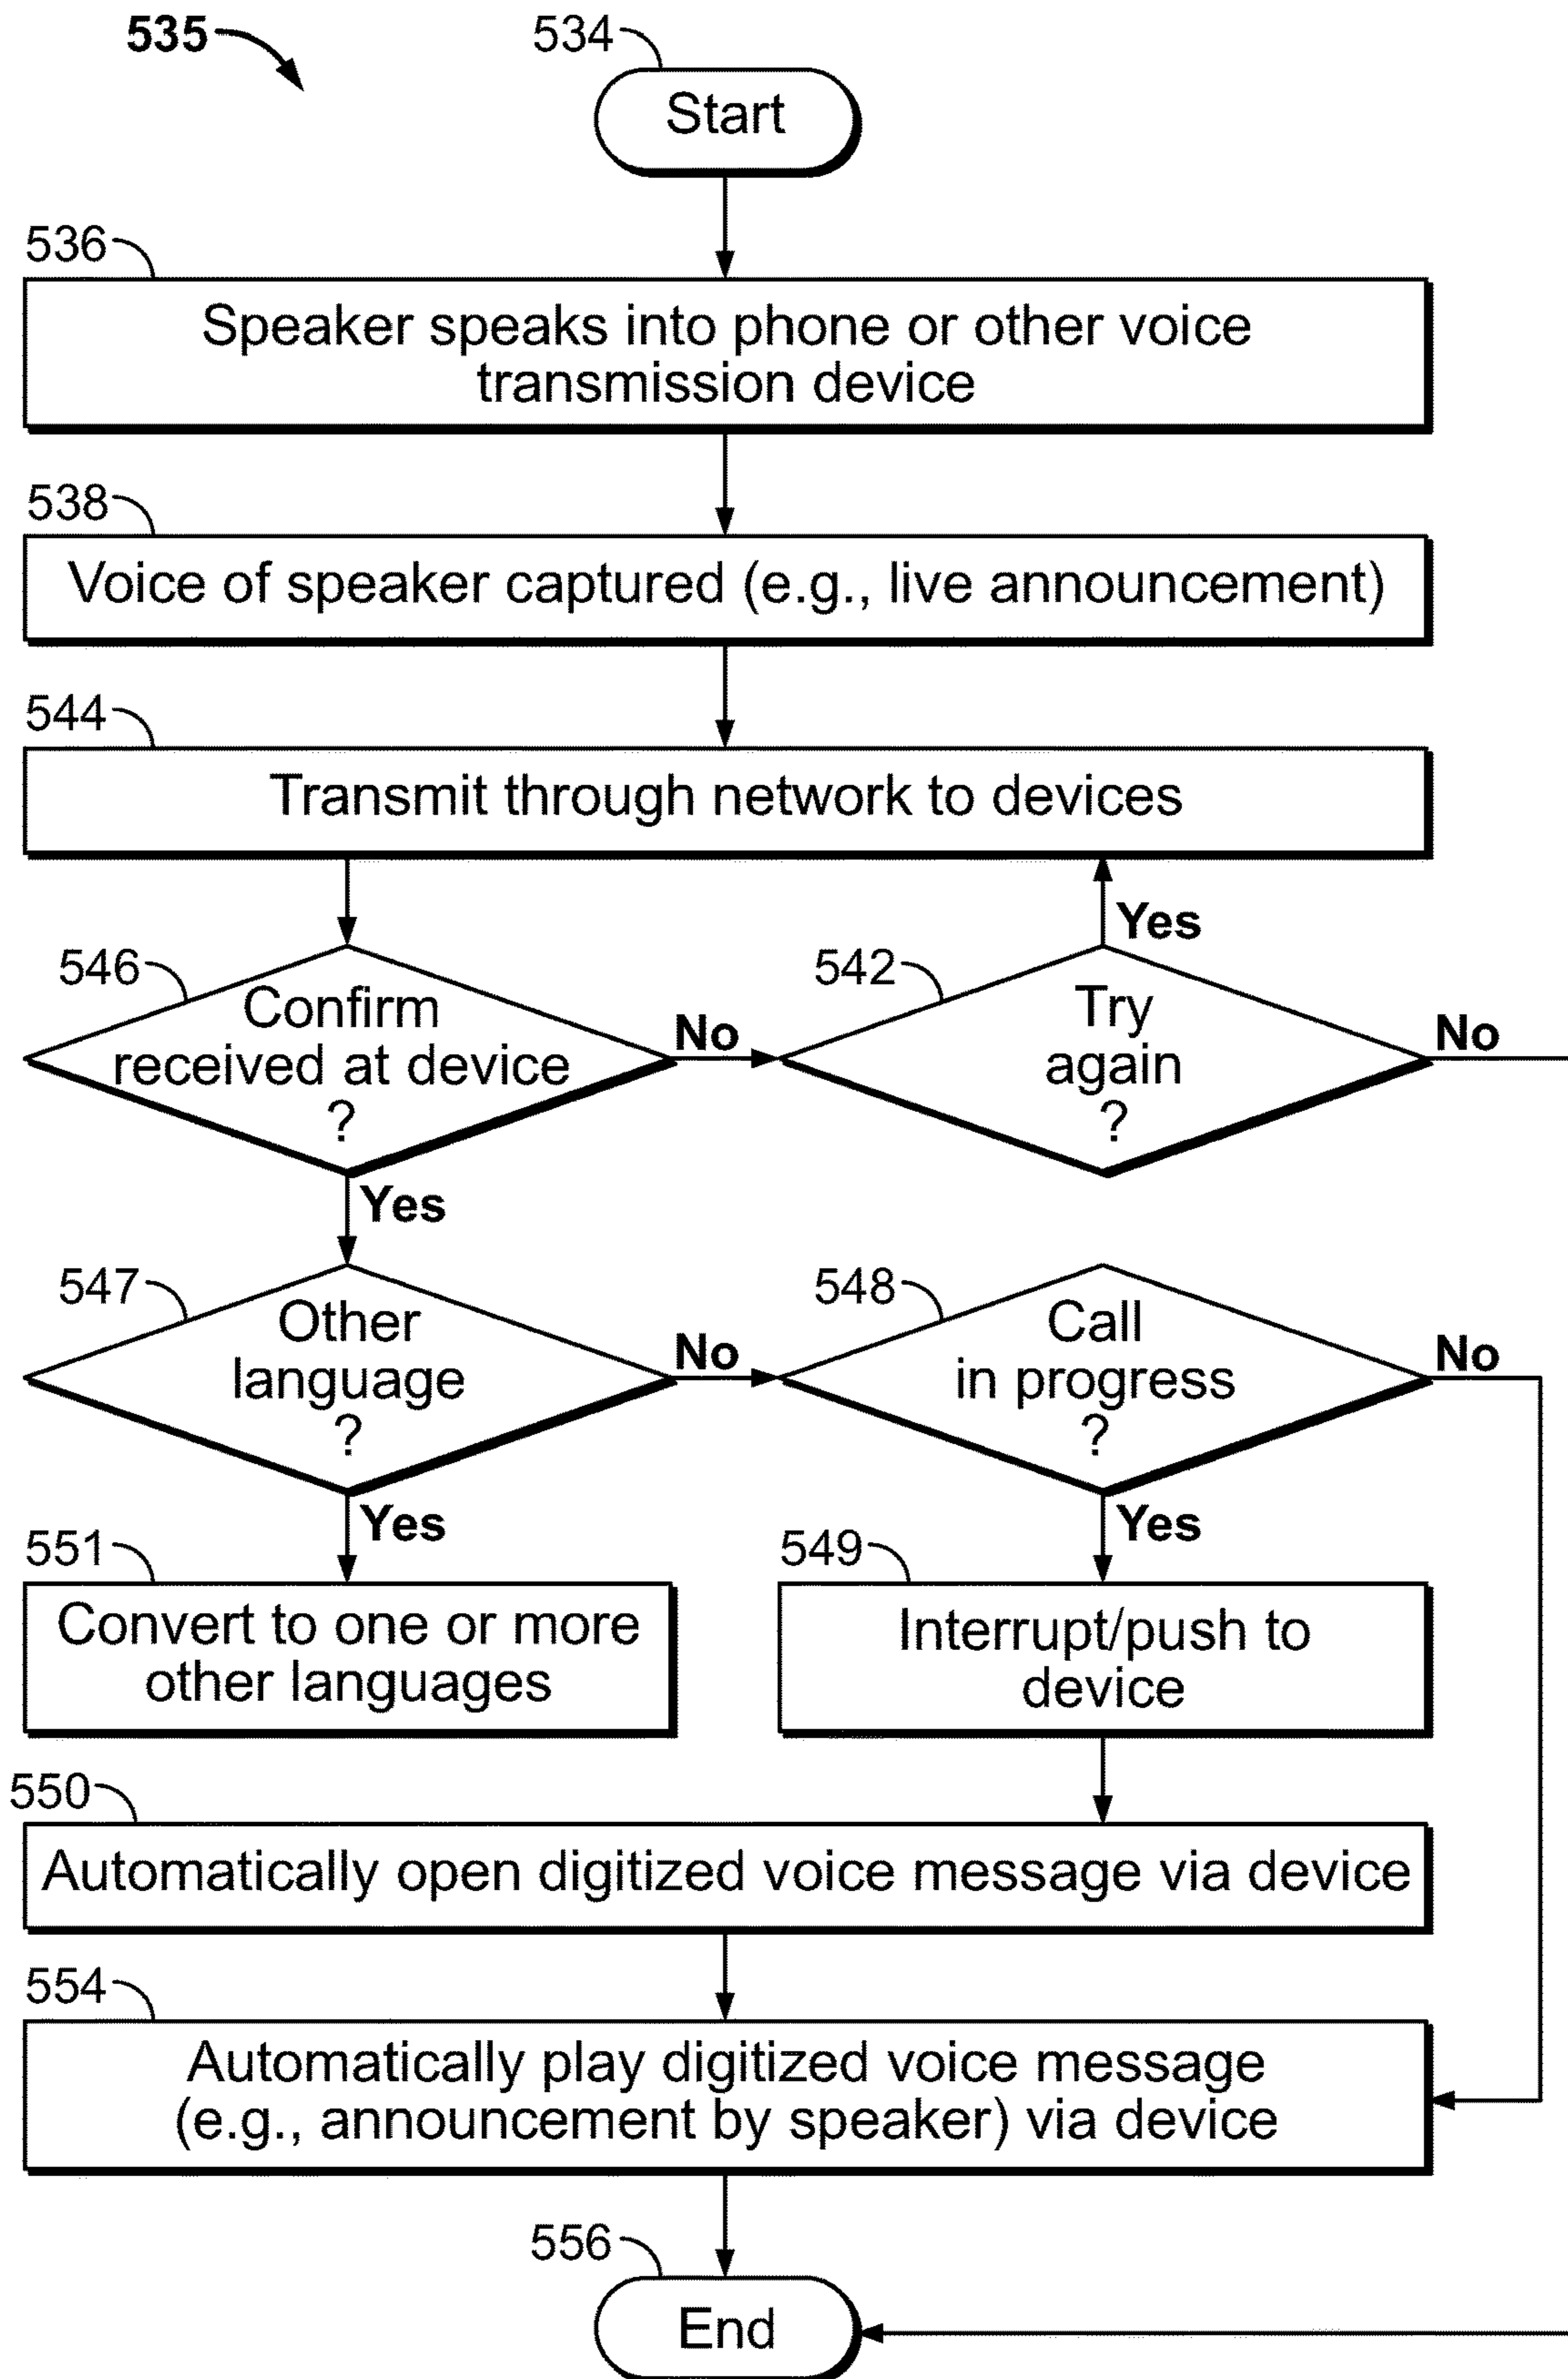 535
534
Start
536
Speaker speaks into phone or other voice
transmission device
538
Voice of speaker captured (e.g., live announcement)
544
Transmit through network to devices
Yes
546
Confirm
received at device
?
No
542
Try
again
?
No
Yes
547
Other
language
?
No
548
Call
in progress
?
No
Yes
Yes
551
Convert to one or more
other languages
549
Interrupt/push to
device
550
Automatically open digitized voice message via device
554
Automatically play digitized voice message
(e.g., announcement by speaker) via device
556
End